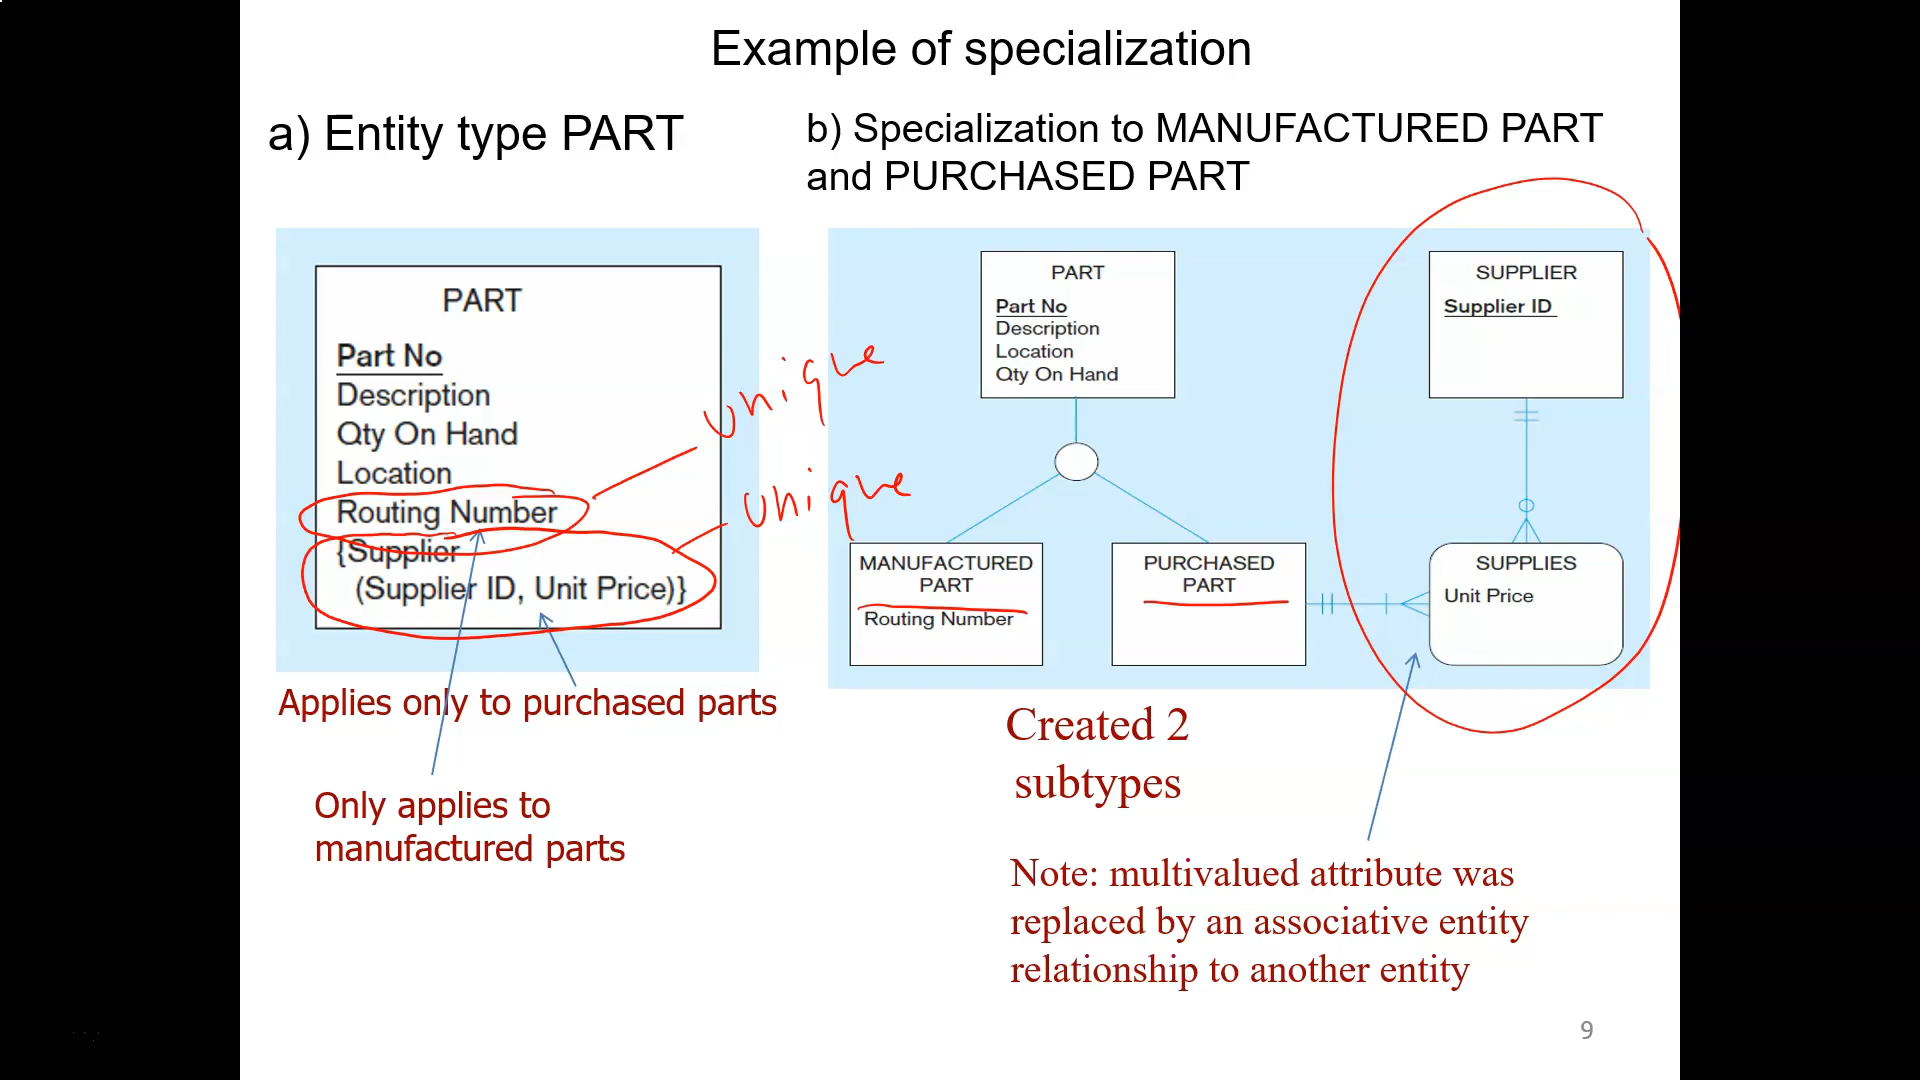 Example of specialization
a) Entity type PART
b) Specialization to MANUFACTURED PART
and PURCHASED PART
PART
Part No
Description
Qty On Hand
Location
Routing Number
{Supplier
(Supplier ID, Unit Price)}
unique
unique
Applies only to purchased parts
Only applies to
manufactured parts
PART
Part No
Description
Location
Qty On Hand
SUPPLIER
Supplier ID
MANUFACTURED
PART
Routing Number
PURCHASED
PART
SUPPLIES
Unit Price
Created 2
subtypes
Note: multivalued attribute was
replaced by an associative entity
relationship to another entity
9